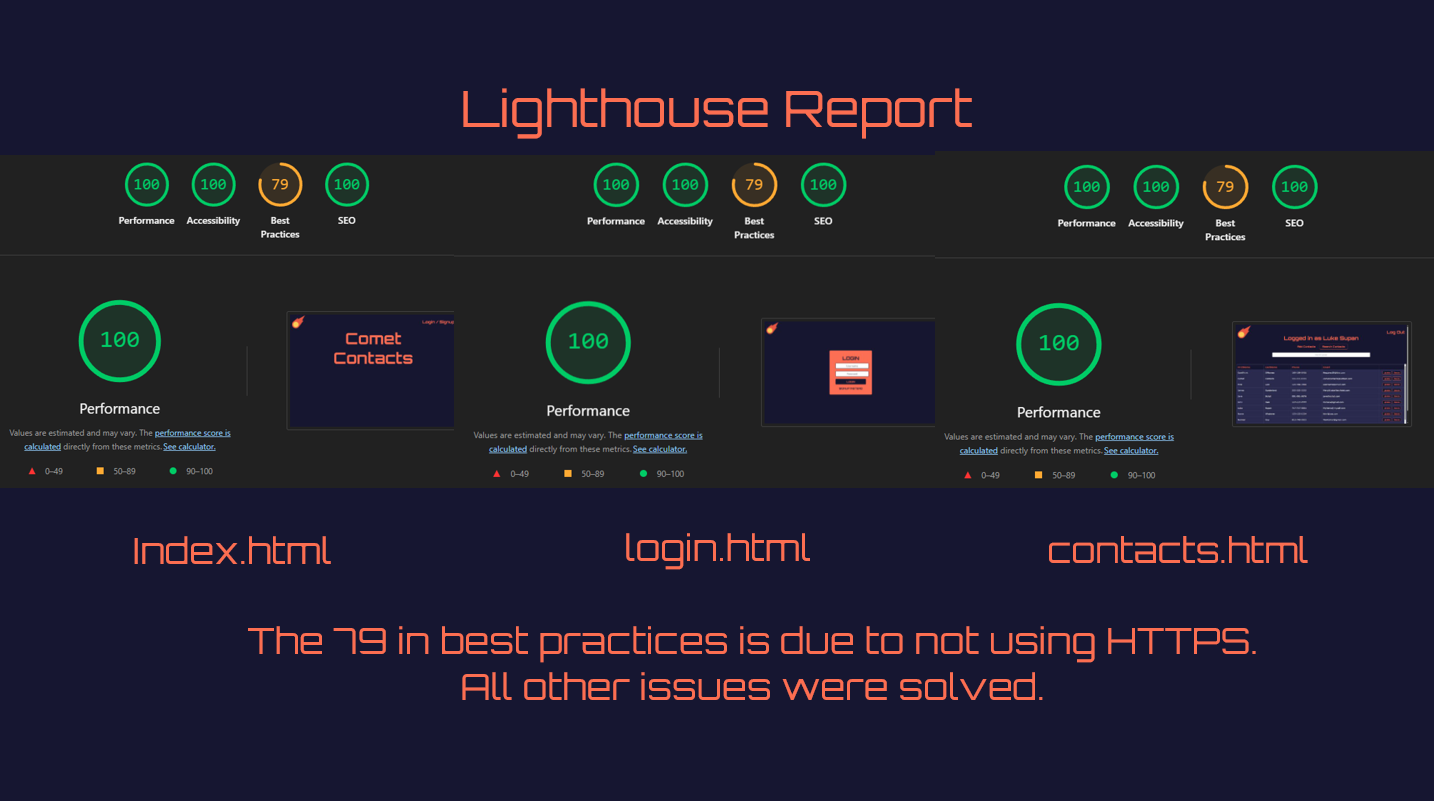 Lighthouse Report
100
100
79
100
Performance
Accessibility
Best
Practices
SEO
100
Performance
Values are estimated and may vary. The performance score is
calculated directly from these metrics. See calculator.
0–49
50–89
90–100
Login / Signup
Comet
Contacts
100
100
79
100
Performance
Accessibility
Best
Practices
SEO
100
Performance
Values are estimated and may vary. The performance score is
calculated directly from these metrics. See calculator.
0–49
50–89
90–100
LOGIN
100
100
79
100
Performance
Accessibility
Best
Practices
SEO
100
Performance
Values are estimated and may vary. The performance score is
calculated directly from these metrics. See calculator.
0–49
50–89
90–100
Log Out
Logged in as Luke Supan
Index.html
login.html
contacts.html
The 79 in best practices is due to not using HTTPS.
All other issues were solved.